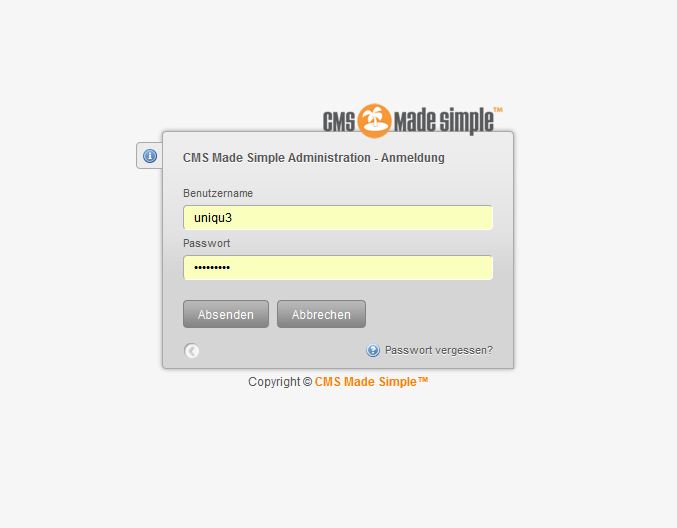 CMS Made Simple™
CMS Made Simple Administration - Anmeldung
Benutzername
uniqu3
Passwort
•••••••••
Absenden Abbrechen
Passwort vergessen?
Copyright © CMS Made Simple™